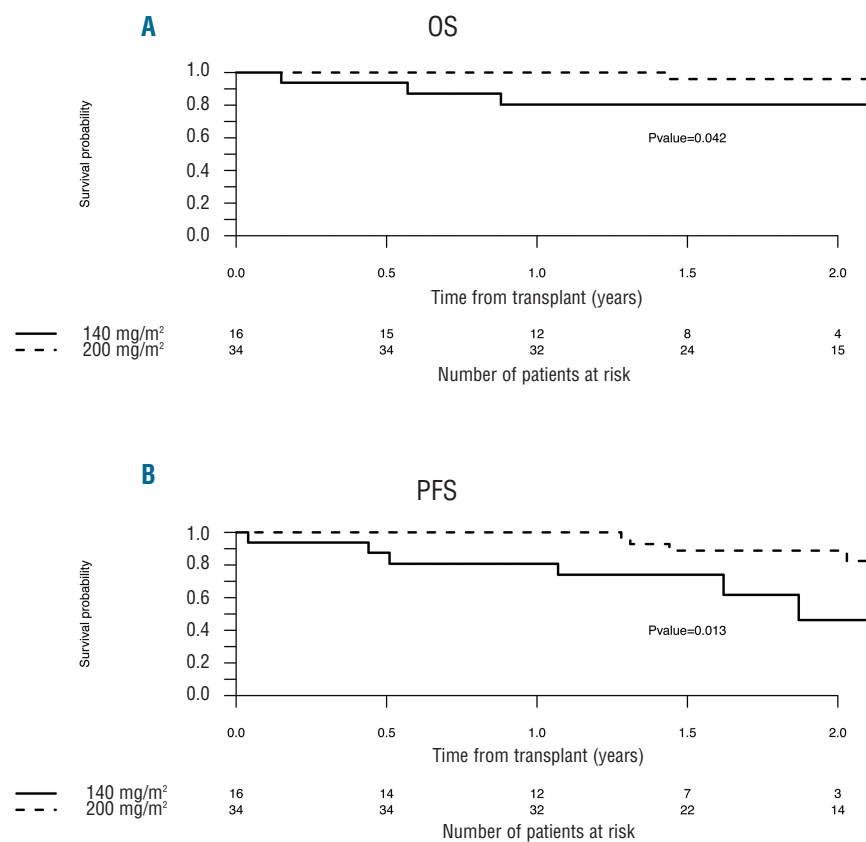 A
OS
Survival probability
1.0
0.8
0.6
0.4
0.2
0.0
Pvalue=0.042
0.0 0.5 1.0 1.5 2.0
Time from transplant (years)
140 mg/m² 16 15 12 8 4
200 mg/m² 34 34 32 24 15
Number of patients at risk
B
PFS
Survival probability
1.0
0.8
0.6
0.4
0.2
0.0
Pvalue=0.013
0.0 0.5 1.0 1.5 2.0
Time from transplant (years)
140 mg/m² 16 14 12 7 3
200 mg/m² 34 34 32 22 14
Number of patients at risk